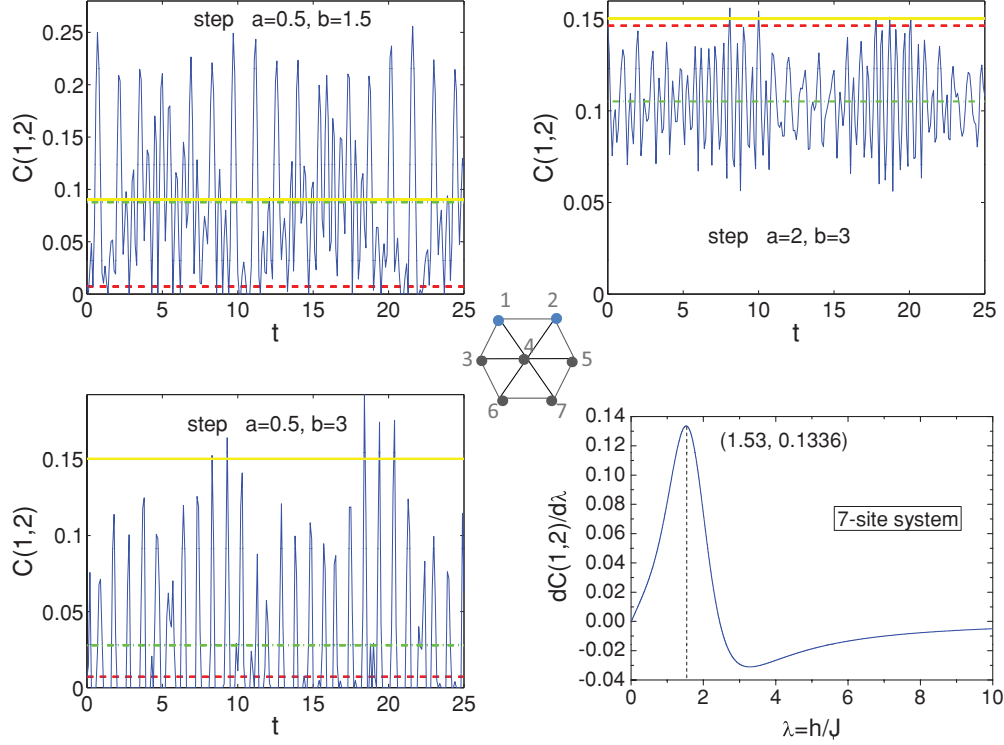 step a=0.5, b=1.5
0.25
0.2
0.15
0.1
0.05
0
C(1,2)
0 5 10 15 20 25
t
0.15
0.1
0.05
0
C(1,2)
step a=2, b=3
0 5 10 15 20 25
t
1 2
3 4 5
6 7
step a=0.5, b=3
0.15
0.1
0.05
0
C(1,2)
0 5 10 15 20 25
t
0.14
0.12
0.10
0.08
0.06
0.04
0.02
0.00
-0.02
-0.04
dC(1,2)/dλ
(1.53, 0.1336)
7-site system
0 2 4 6 8 10
λ=h/J